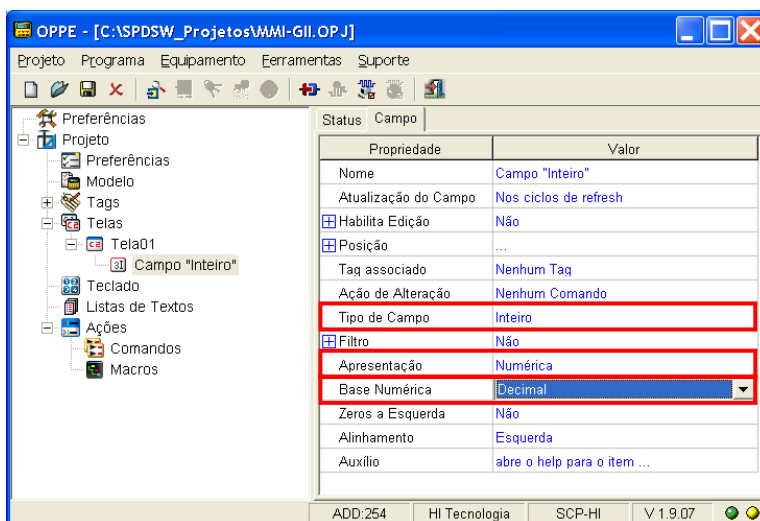 OPPE - [C:\SPDSW_Projetos\MMI-GII.OPJ]
Projeto Programa Equipamento Ferramentas Suporte
Preferências
Projeto
Preferências
Modelo
Tags
Telas
Tela01
Campo "Inteiro"
Teclado
Listas de Textos
Ações
Comandos
Macros
Status Campo
Propriedade Valor
Nome Campo "Inteiro"
Atualização do Campo Nos ciclos de refresh
Habilita Edição Não
Posição ...
Tag associado Nenhum Tag
Ação de Alteração Nenhum Comando
Tipo de Campo Inteiro
Filtro Não
Apresentação Numérica
Base Numérica Decimal
Zeros a Esquerda Não
Alinhamento Esquerda
Auxílio abre o help para o item ...
ADD:254 HI Tecnologia SCP-HI V 1.9.07